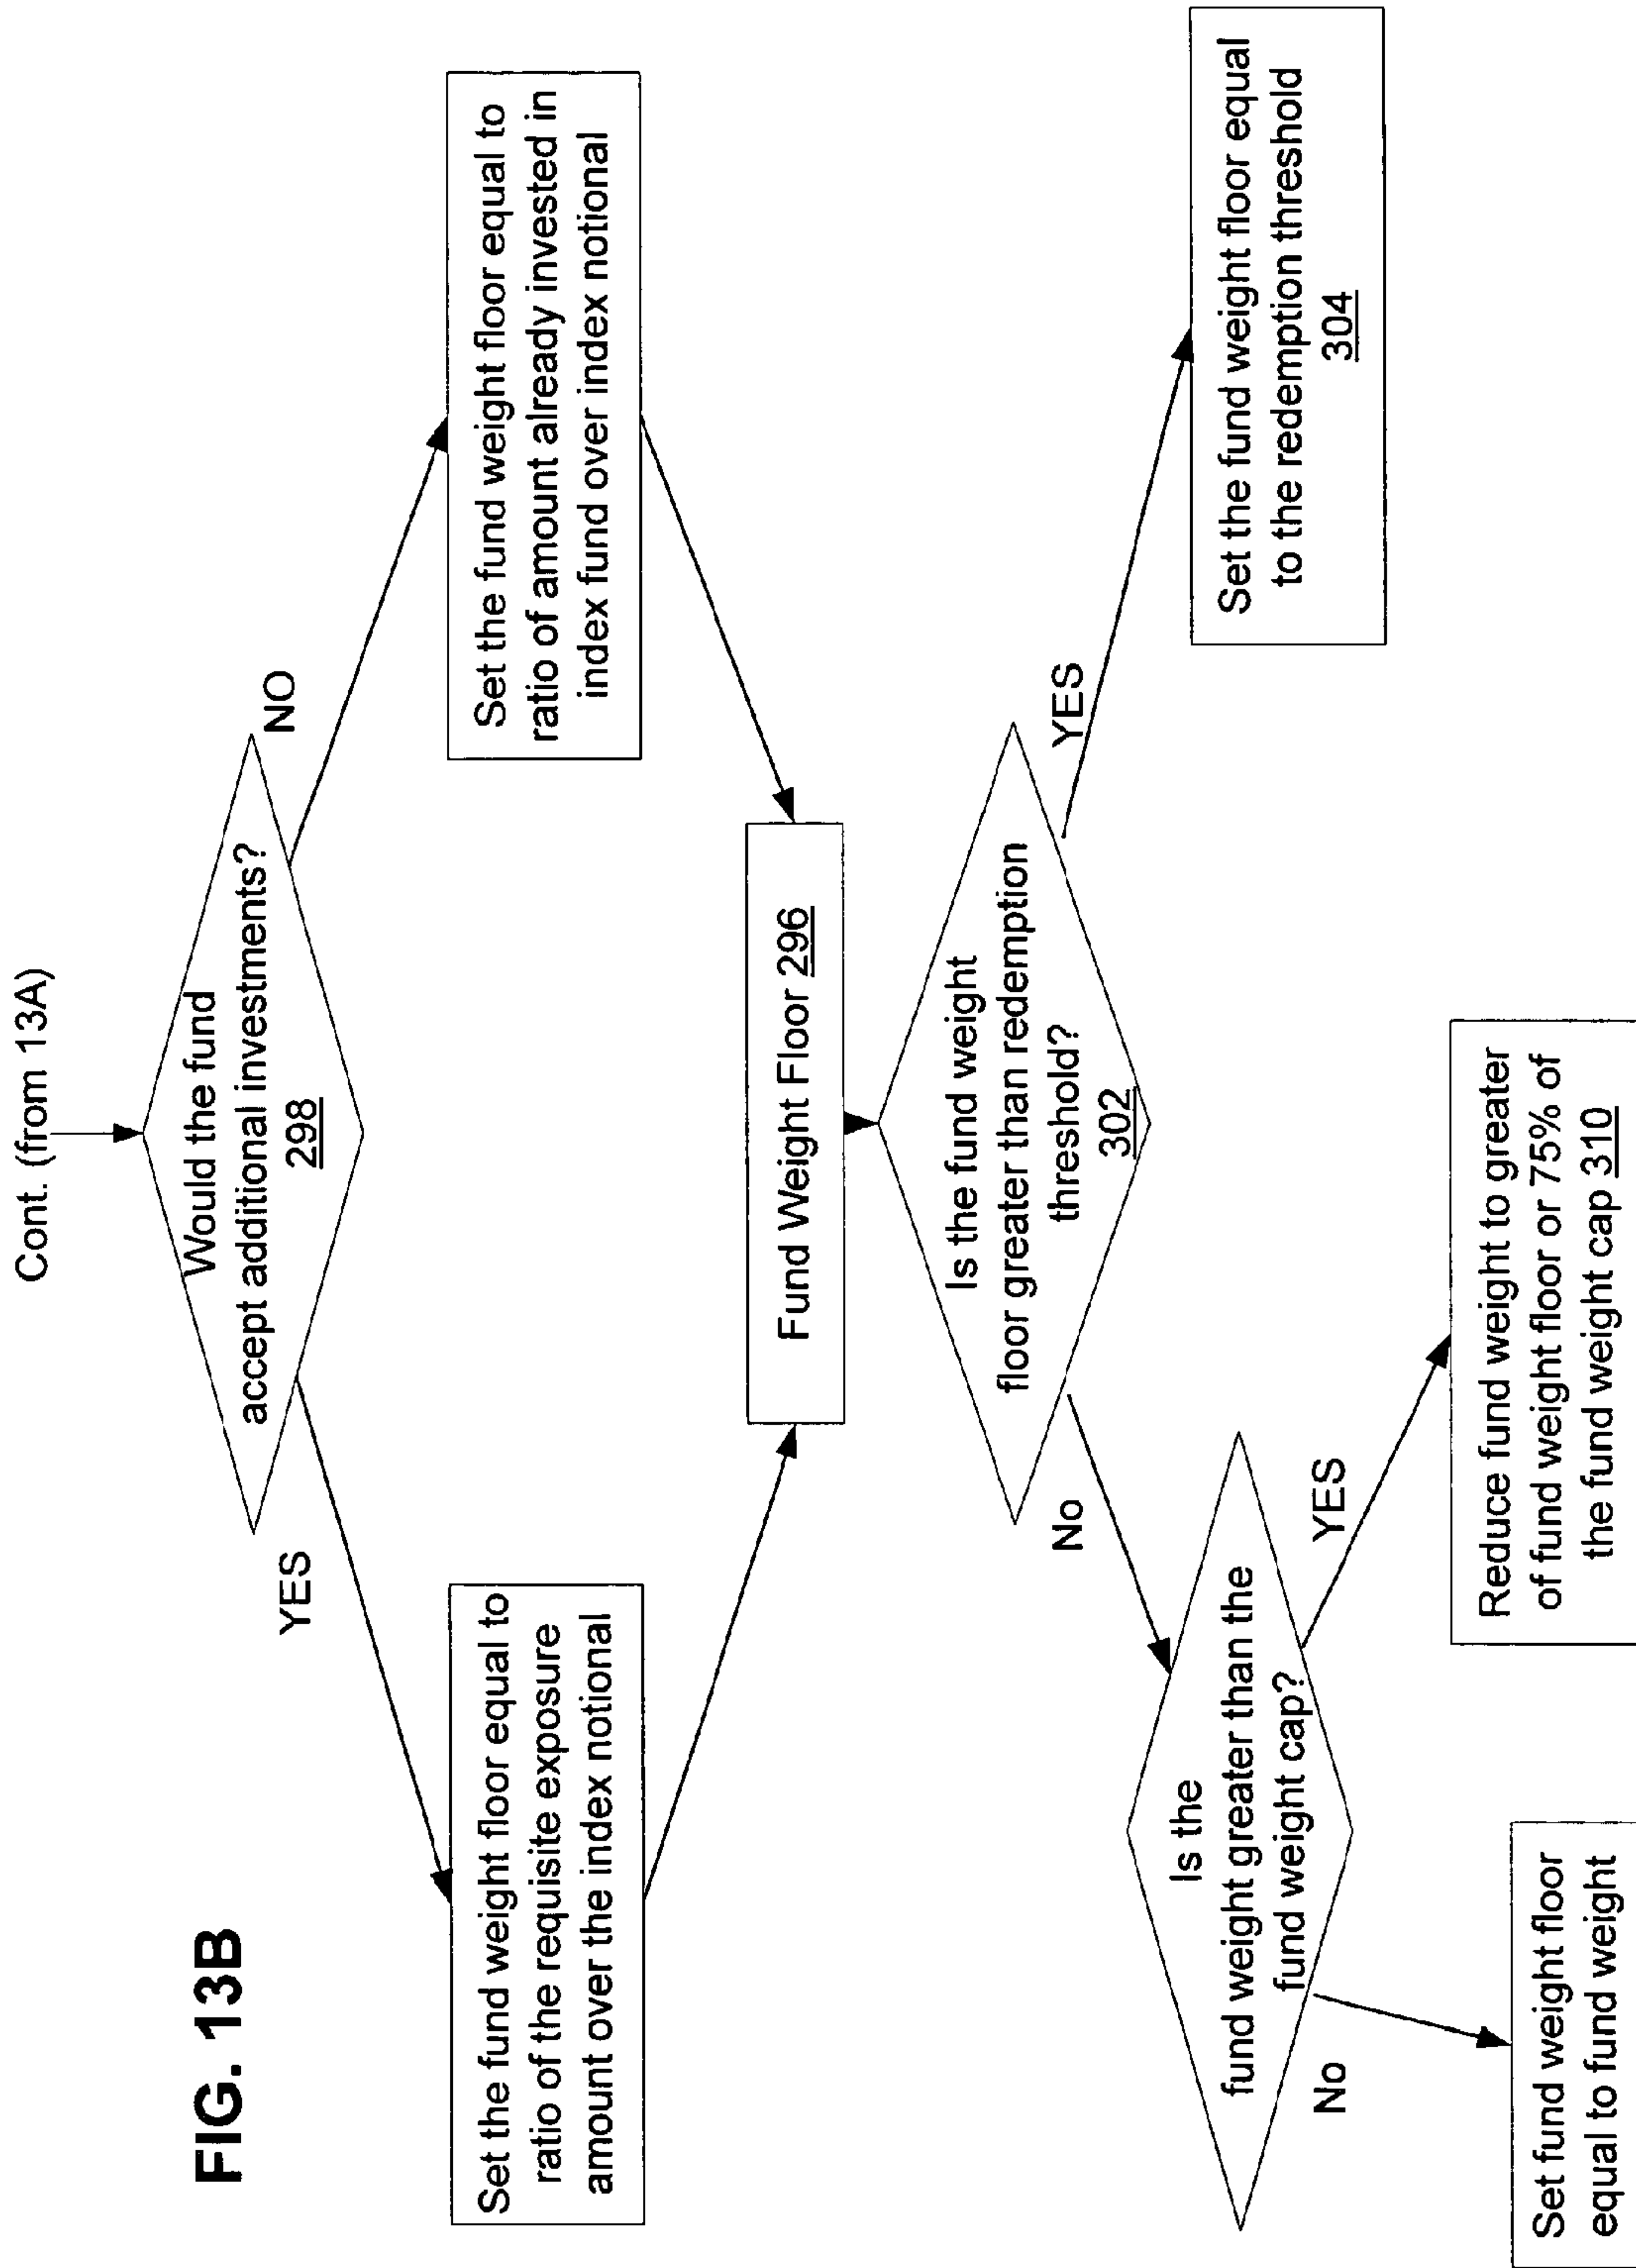 FIG. 13B
Cont. (from 13A)
Would the fund
accept additional investments?
298
YES
NO
Set the fund weight floor equal to
ratio of the requisite exposure
amount over the index notional
Set the fund weight floor equal to
ratio of amount already invested in
index fund over index notional
Fund Weight Floor 296
Is the fund weight
floor greater than redemption
threshold?
302
No
YES
Set the fund weight floor equal
to the redemption threshold
304
Is the
fund weight greater than the
fund weight cap?
No
YES
Set fund weight floor
equal to fund weight
Reduce fund weight to greater
of fund weight floor or 75% of
the fund weight cap 310